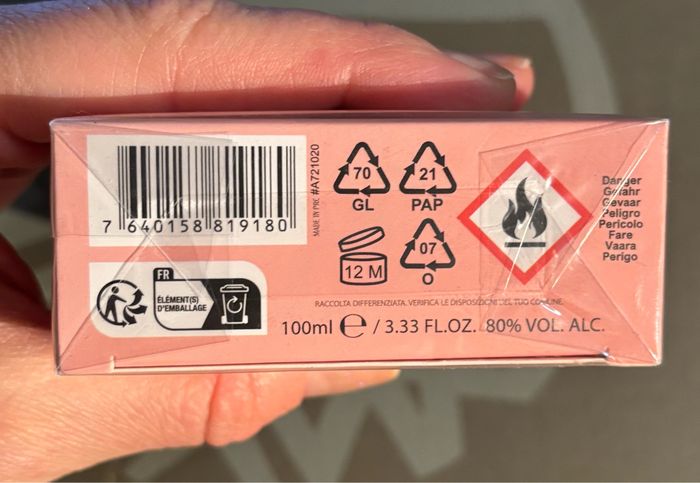 7 640158 819180
MADE IN PRC #A721020
70
GL
21
PAP
12 M
07
O
Danger
Gefahr
Gevaar
Peligro
Pericolo
Fare
Vaara
Perigo
FR
ÉLÉMENT(S)
D'EMBALLAGE
RACCOLTA DIFFERENZIATA. VERIFICA LE DISPOSIZIONI DEL TUO COMUNE.
100ml ℮ / 3.33 FL.OZ. 80% VOL. ALC.